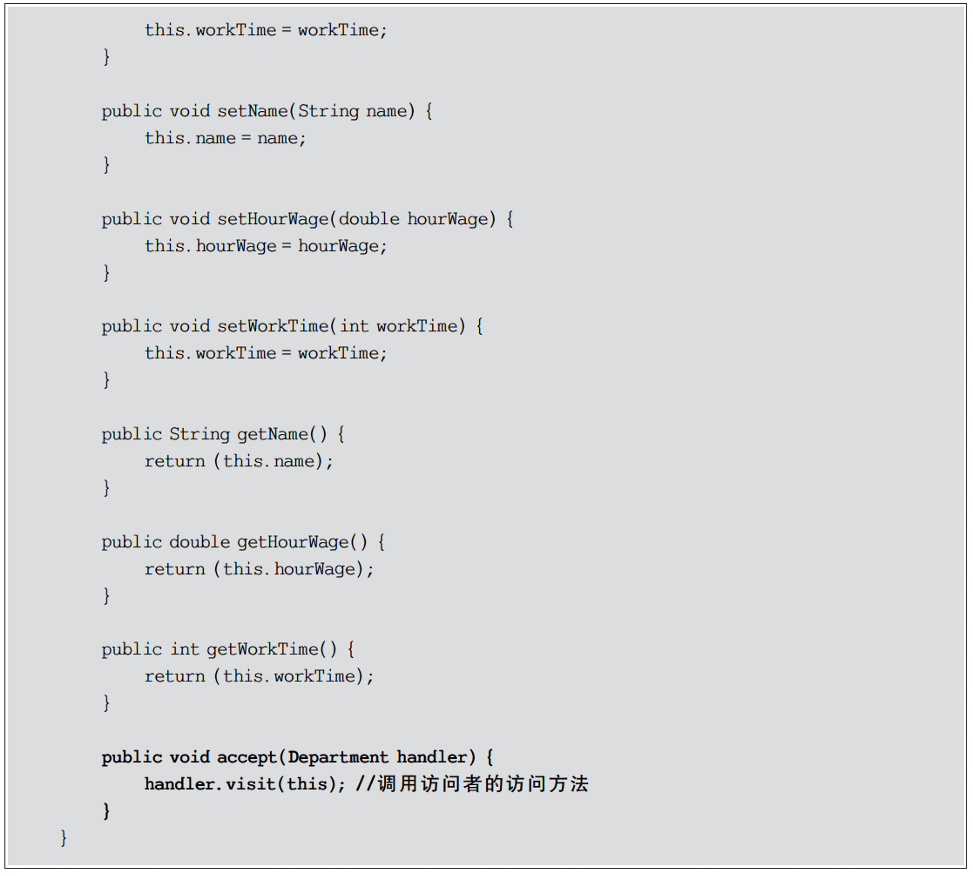 this.workTime = workTime;
}
public void setName(String name) {
this.name = name;
}
public void setHourWage(double hourWage) {
this.hourWage = hourWage;
}
public void setWorkTime(int workTime) {
this.workTime = workTime;
}
public String getName() {
return (this.name);
}
public double getHourWage() {
return (this.hourWage);
}
public int getWorkTime() {
return (this.workTime);
}
public void accept(Department handler) {
handler.visit(this); //调用访问者的访问方法
}
}